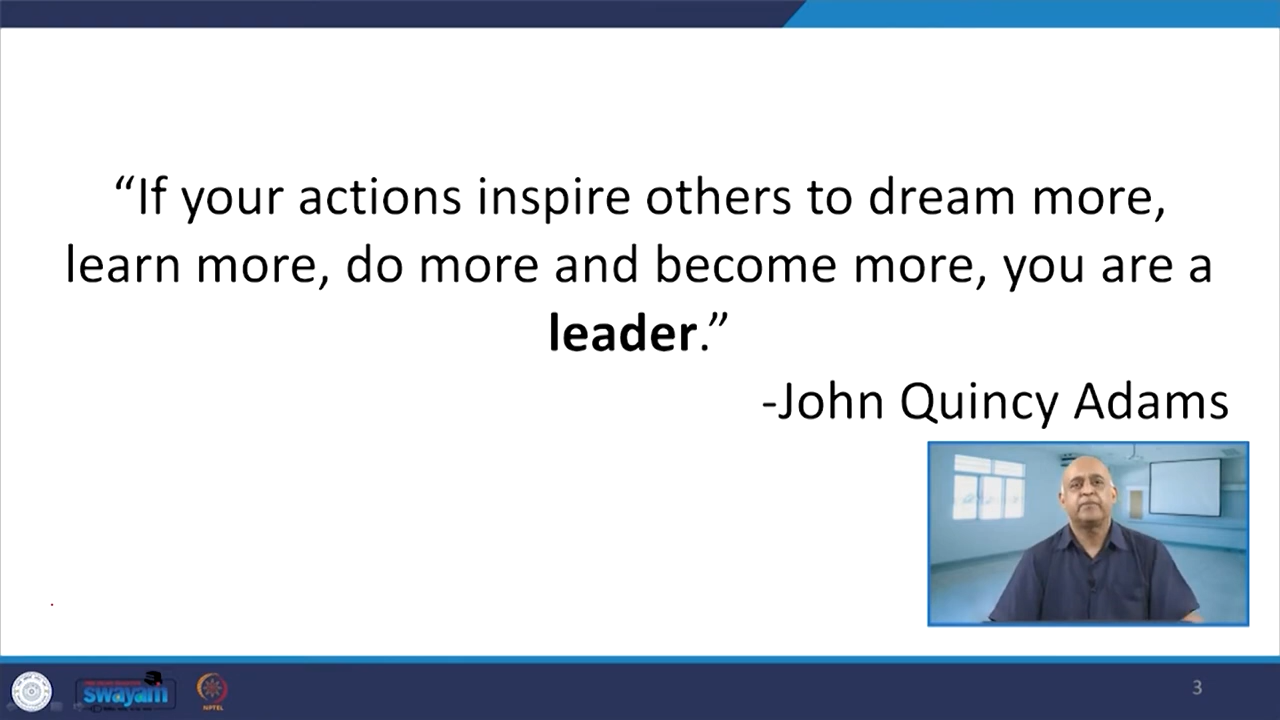 “If your actions inspire others to dream more,
learn more, do more and become more, you are a
leader.”
-John Quincy Adams
swayam
NPTEL
3